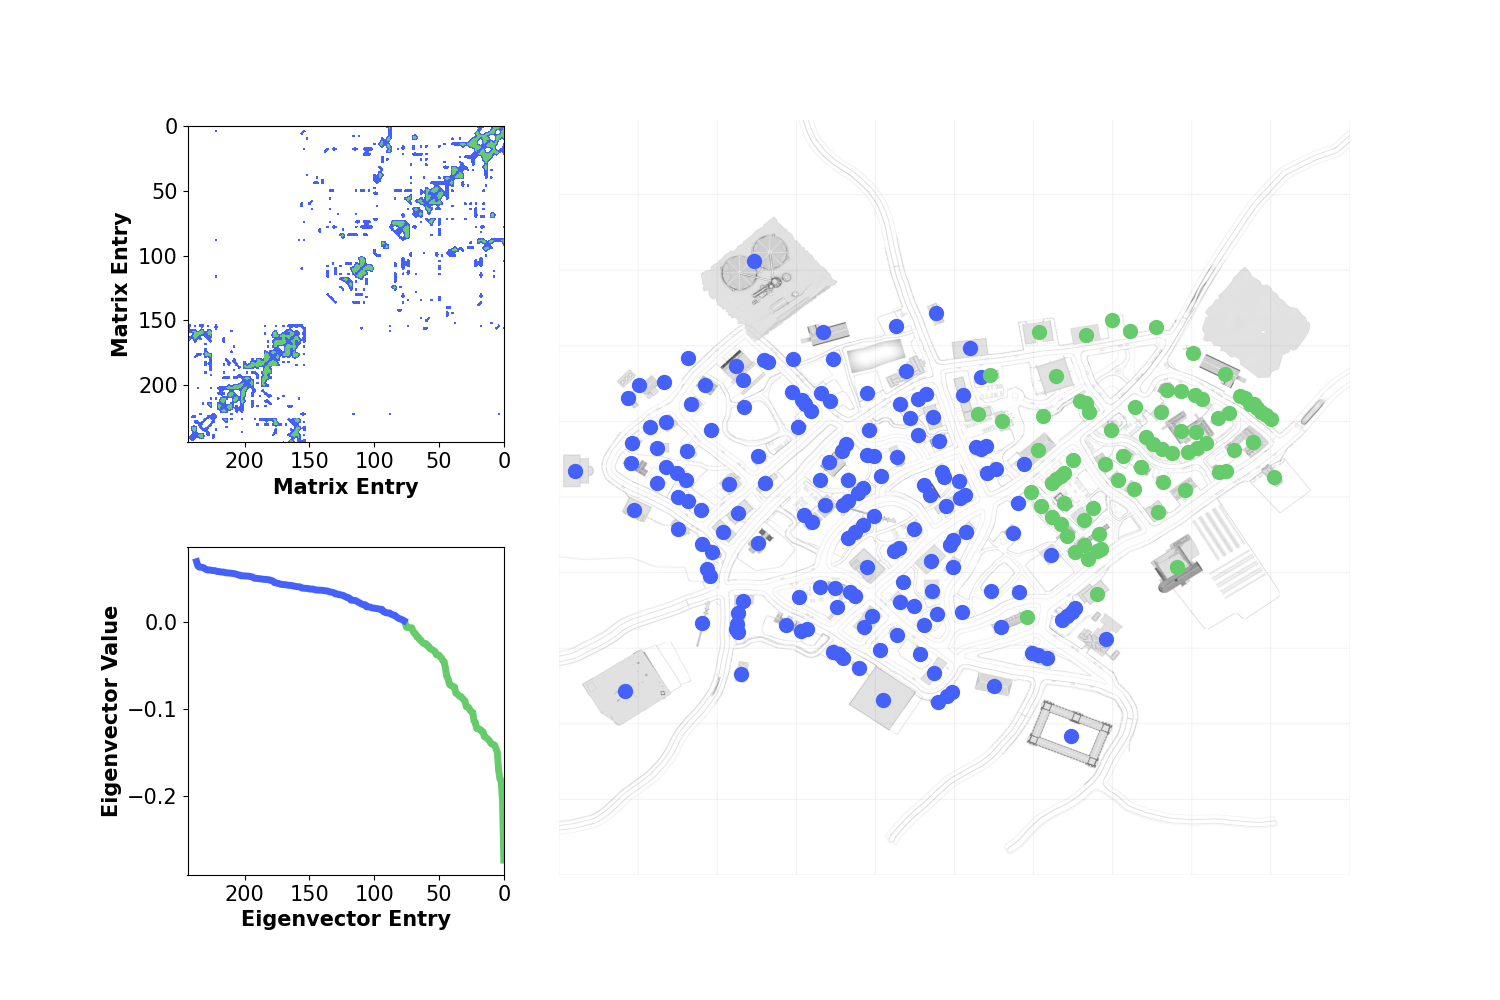 0
50
100
150
200
Matrix Entry
200 150 100 50 0
Matrix Entry
0.0
−0.1
−0.2
Eigenvector Value
200 150 100 50 0
Eigenvector Entry